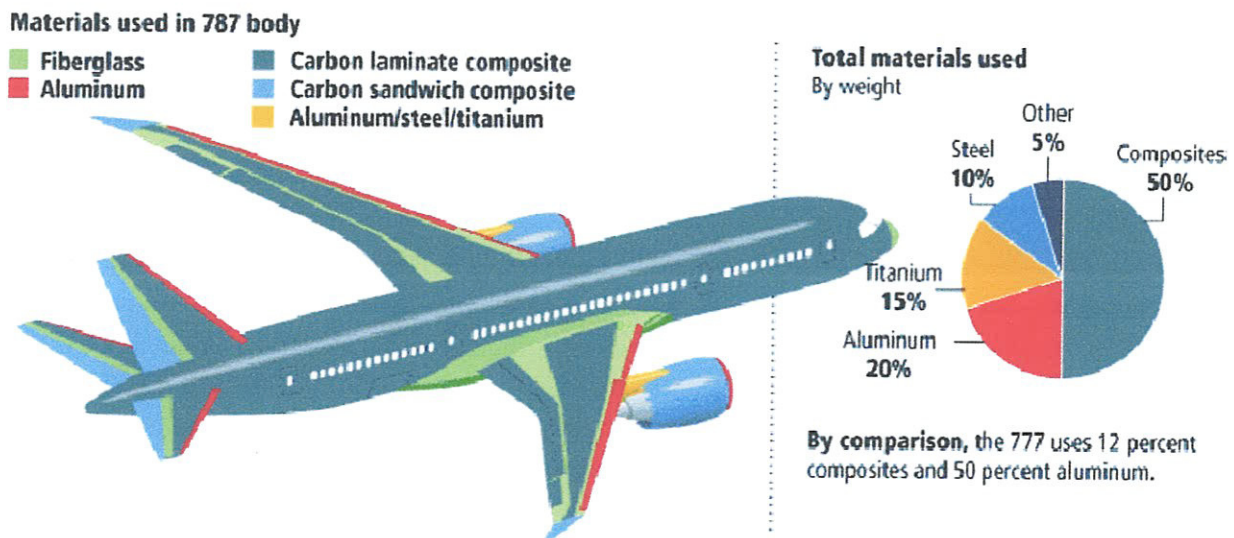 Materials used in 787 body
Fiberglass
Aluminum
Carbon laminate composite
Carbon sandwich composite
Aluminum/steel/titanium
Total materials used
By weight
Other
5%
Steel
10%
Composites
50%
Titanium
15%
Aluminum
20%
By comparison, the 777 uses 12 percent
composites and 50 percent aluminum.